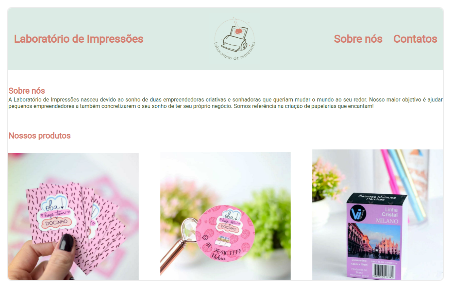 Laboratório de Impressões
Sobre nós
Contatos
Sobre nós
A Laboratório de Impressões nasceu devido ao sonho de duas empreendedoras criativas e sonhadoras que queriam mudar o mundo ao seu redor. Nosso maior objetivo é ajudar
pequenos empreendedores a também concretizarem o seu sonho de ter seu próprio negócio. Somos referência na criação de papelarias que encantam!
Nossos produtos